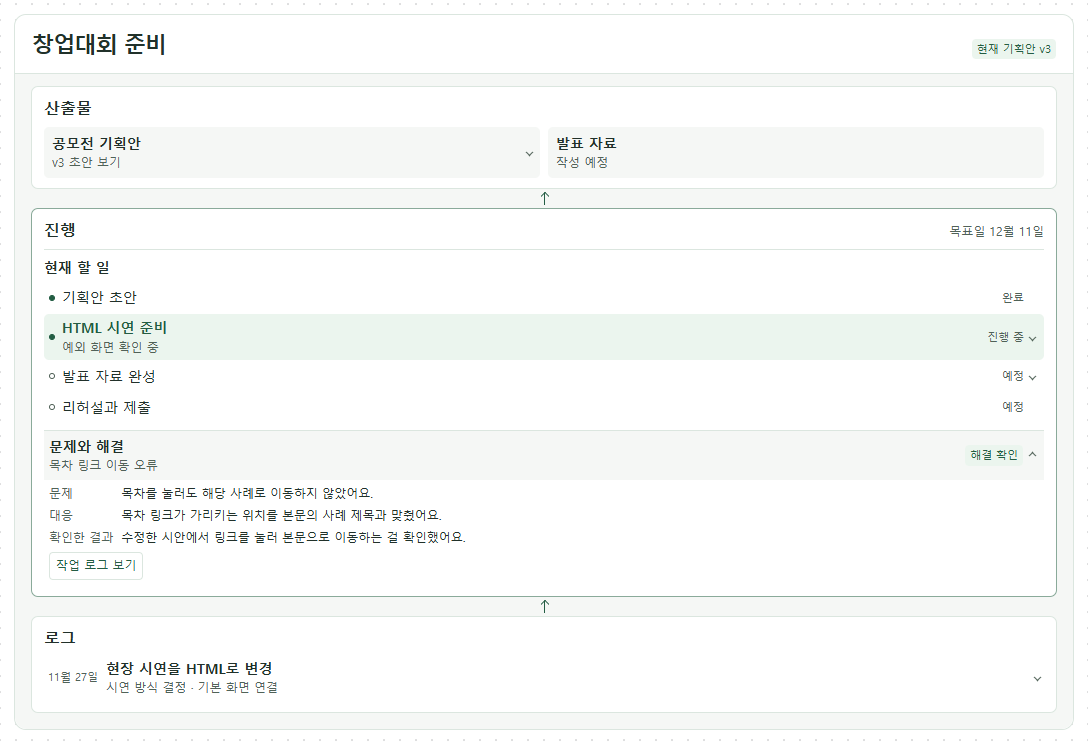 창업대회 준비
현재 기획안 v3
산출물
공모전 기획안
v3 초안 보기
발표 자료
작성 예정
진행
목표일 12월 11일
현재 할 일
기획안 초안
완료
HTML 시연 준비
예외 화면 확인 중
진행 중
발표 자료 완성
예정
리허설과 제출
예정
문제와 해결
목차 링크 이동 오류
해결 확인
문제 목차를 눌러도 해당 사례로 이동하지 않았어요.
대응 목차 링크가 가리키는 위치를 본문의 사례 제목과 맞췄어요.
확인한 결과 수정한 시안에서 링크를 눌러 본문으로 이동하는 걸 확인했어요.
작업 로그 보기
로그
11월 27일
현장 시연을 HTML로 변경
시연 방식 결정 · 기본 화면 연결